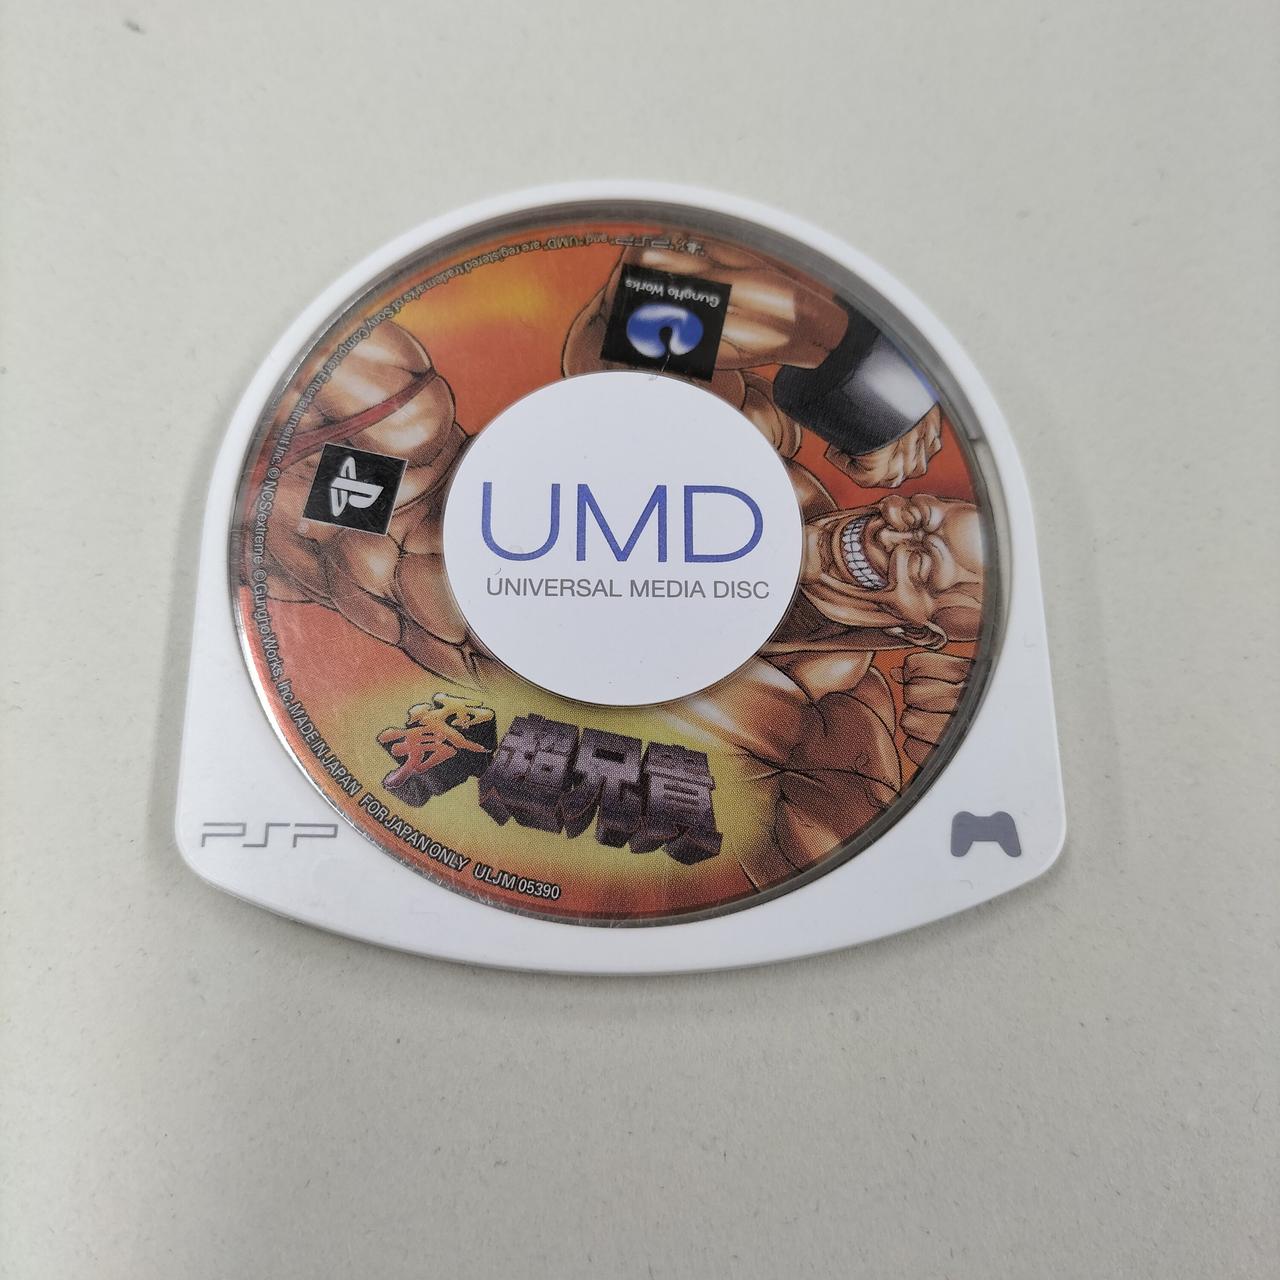 UMD
UNIVERSAL MEDIA DISC
GungHo Works
零・超兄貴
PSP
"PSP" and "UMD" are registered trademarks of Sony Computer Entertainment Inc. © NCS/extreme ©GungHo Works, Inc. MADE IN JAPAN FOR JAPAN ONLY ULJM 05390